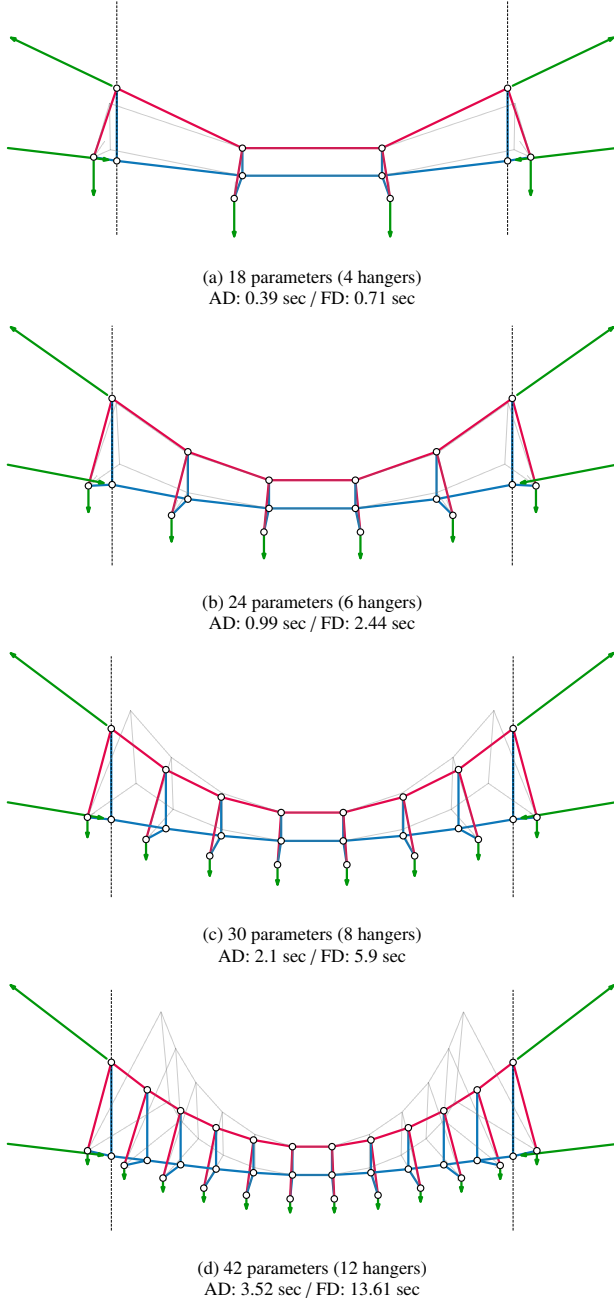 (a) 18 parameters (4 hangers)
AD: 0.39 sec / FD: 0.71 sec
(b) 24 parameters (6 hangers)
AD: 0.99 sec / FD: 2.44 sec
(c) 30 parameters (8 hangers)
AD: 2.1 sec / FD: 5.9 sec
(d) 42 parameters (12 hangers)
AD: 3.52 sec / FD: 13.61 sec